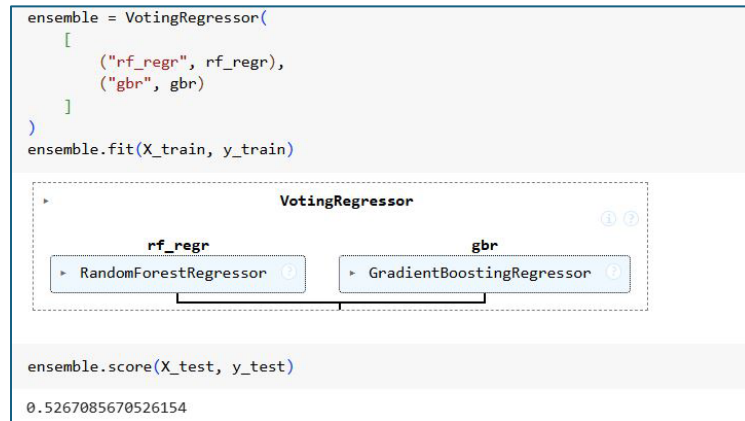 ensemble = VotingRegressor(
    [
        ("rf_regr", rf_regr),
        ("gbr", gbr)
    ]
)
ensemble.fit(X_train, y_train)
▸ VotingRegressor
i ?
rf_regr gbr
▸ RandomForestRegressor ? ▸ GradientBoostingRegressor ?
ensemble.score(X_test, y_test)
0.5267085670526154